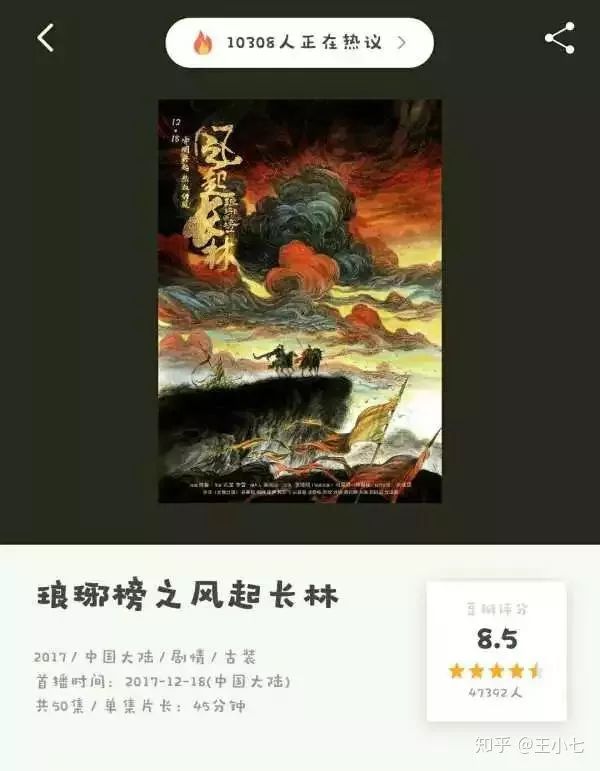 10308人正在热议
12·18
风起长林
琅琊榜
琅琊榜之风起长林
2017 / 中国大陆 / 剧情 / 古装
首播时间：2017-12-18(中国大陆)
共50集 / 单集片长：45分钟
豆瓣评分
8.5
47392人
知乎 @王小七